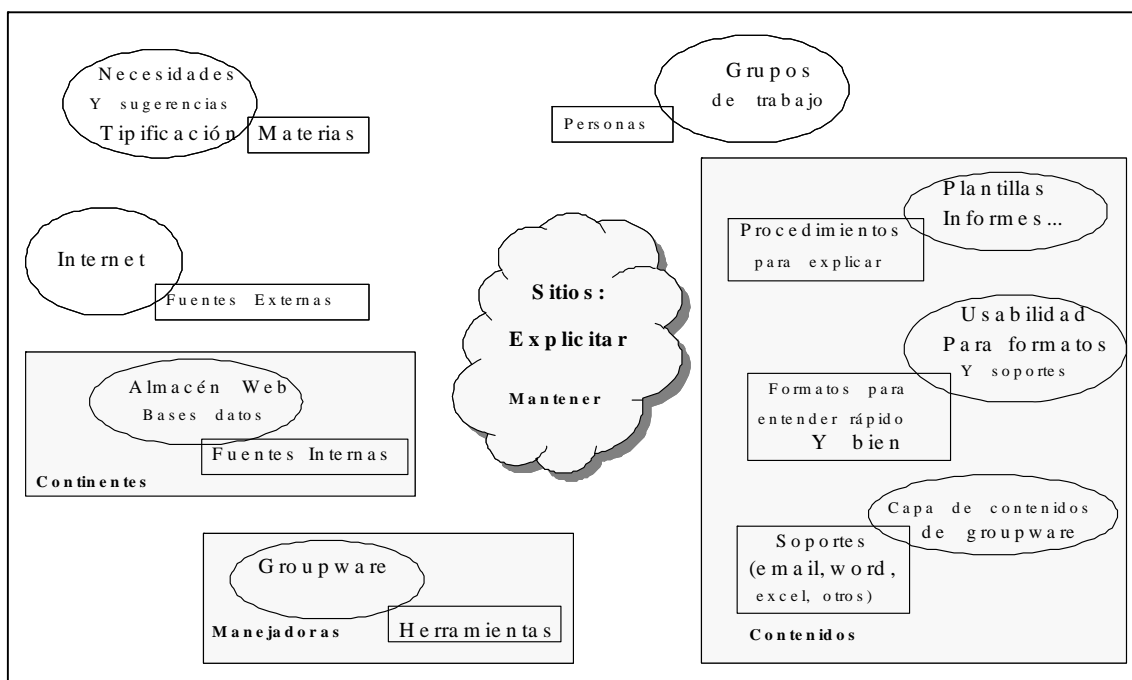 Necesidades
Y sugerencias
Tipificación
Materias
Grupos
de trabajo
Personas
Plantillas
Informes...
Procedimientos
para explicar
Internet
Fuentes Externas
Sitios:
Explicitar
Mantener
Usabilidad
Para formatos
Y soportes
Formatos para
entender rápido
Y bien
Almacén Web
Bases datos
Fuentes Internas
Continentes
Capa de contenidos
de groupware
Soportes
(email, word,
excel, otros)
Contenidos
Groupware
Herramientas
Manejadoras